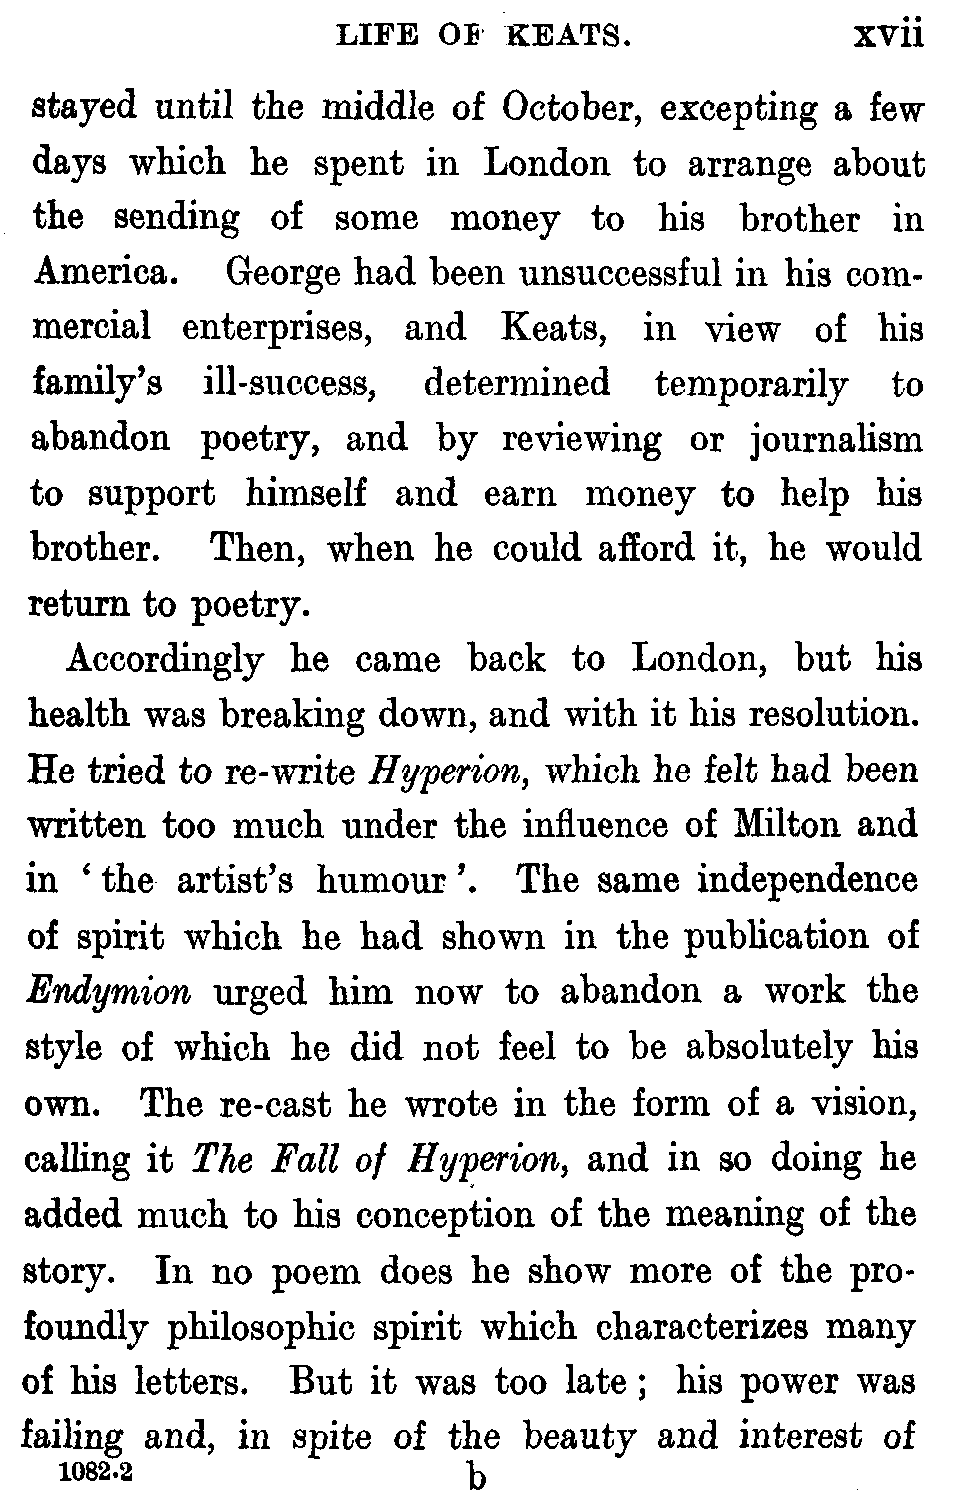 LIFE OF KEATS. xvii
stayed until the middle of October, excepting a few
days which he spent in London to arrange about
the sending of some money to his brother in
America. George had been unsuccessful in his com-
mercial enterprises, and Keats, in view of his
family's ill-success, determined temporarily to
abandon poetry, and by reviewing or journalism
to support himself and earn money to help his
brother. Then, when he could afford it, he would
return to poetry.
Accordingly he came back to London, but his
health was breaking down, and with it his resolution.
He tried to re-write Hyperion, which he felt had been
written too much under the influence of Milton and
in ‘the artist's humour’. The same independence
of spirit which he had shown in the publication of
Endymion urged him now to abandon a work the
style of which he did not feel to be absolutely his
own. The re-cast he wrote in the form of a vision,
calling it The Fall of Hyperion, and in so doing he
added much to his conception of the meaning of the
story. In no poem does he show more of the pro-
foundly philosophic spirit which characterizes many
of his letters. But it was too late; his power was
failing and, in spite of the beauty and interest of
1082.2 b